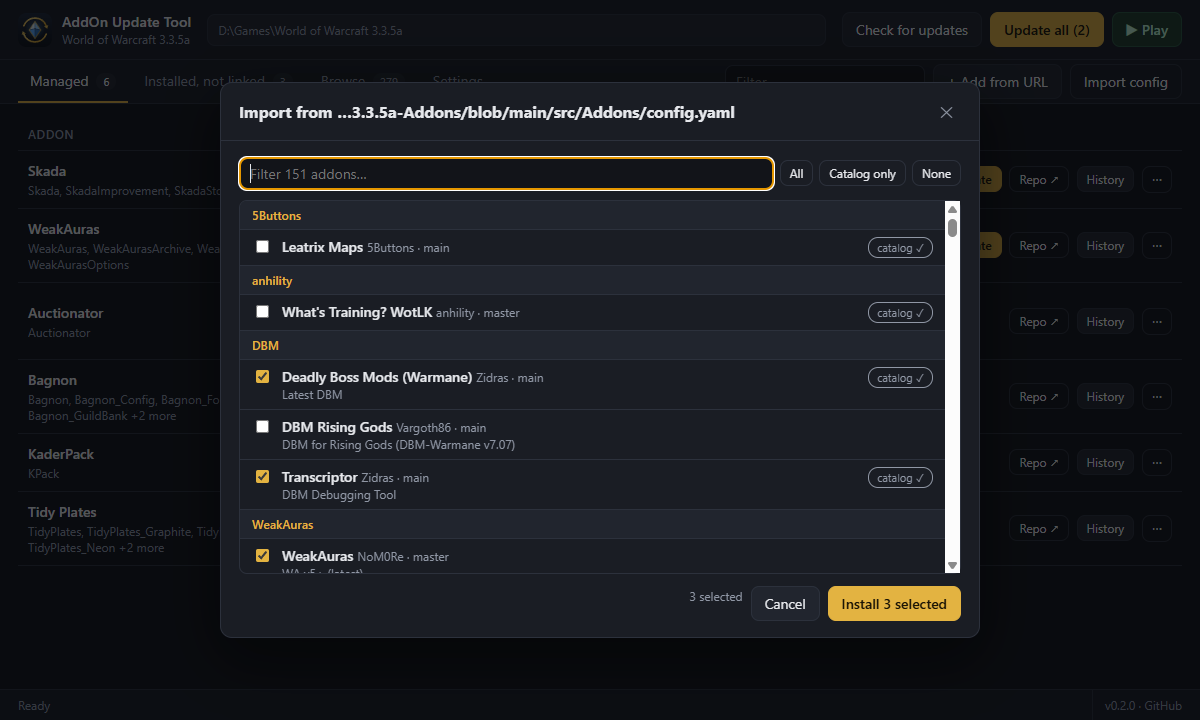 AddOn Update Tool
World of Warcraft 3.3.5a
D:\Games\World of Warcraft 3.3.5a
Check for updates
Update all (2)
▶ Play
Managed 6
Installed, not linked 3
Browse 270
Settings
Filter
+ Add from URL
Import config
Import from …3.3.5a-Addons/blob/main/src/Addons/config.yaml
Filter 151 addons…
All
Catalog only
None
5Buttons
Leatrix Maps 5Buttons · main
catalog ✓
anhility
What's Training? WotLK anhility · master
catalog ✓
DBM
Deadly Boss Mods (Warmane) Zidras · main
catalog ✓
Latest DBM
DBM Rising Gods Vargoth86 · main
DBM for Rising Gods (DBM-Warmane v7.07)
Transcriptor Zidras · main
catalog ✓
DBM Debugging Tool
WeakAuras
WeakAuras NoM0Re · master
3 selected
Cancel
Install 3 selected
ADDON
Skada
Skada, SkadaImprovement,
Repo ↗
History
...
WeakAuras
WeakAuras, WeakAurasArchive,
WeakAurasOptions
Repo ↗
History
...
Auctionator
Auctionator
Repo ↗
History
...
Bagnon
Bagnon, Bagnon_Config,
Bagnon_GuildBank +2 more
Repo ↗
History
...
KaderPack
KPack
Repo ↗
History
...
Tidy Plates
TidyPlates, TidyPlates_Graphite,
TidyPlates_Neon +2 more
Repo ↗
History
...
Ready
v0.2.0 · GitHub